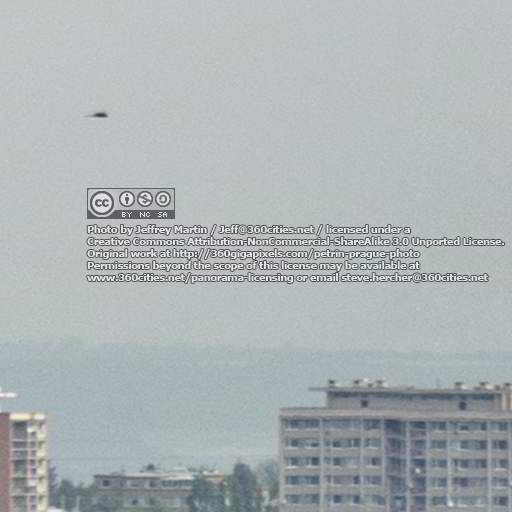 cc
BY NC SA
Photo by Jeffrey Martin / Jeff@360cities.net / licensed under a
Creative Commons Attribution-NonCommercial-ShareAlike 3.0 Unported License.
Original work at http://360gigapixels.com/petrin-prague-photo
Permissions beyond the scope of this license may be available at
www.360cities.net/panorama-licensing or email steve.hercher@360cities.net